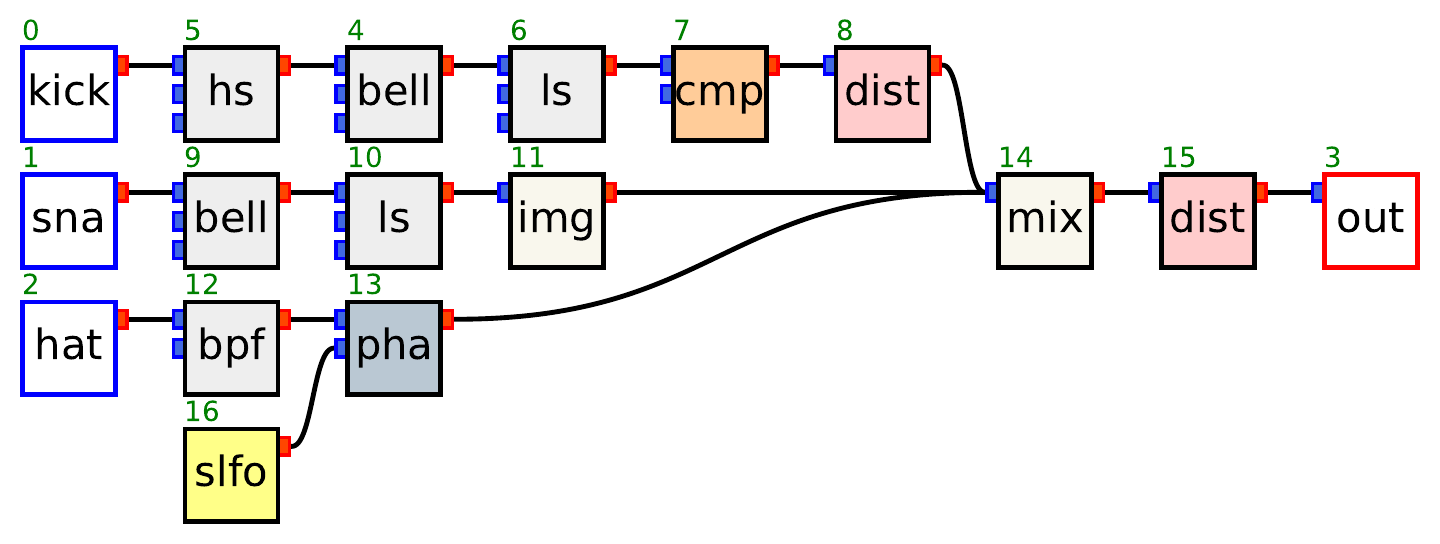 0 5 4 6 7 8
kick hs bell ls cmp dist
1 9 10 11 14 15 3
sna bell ls img mix dist out
2 12 13
hat bpf pha
16
slfo